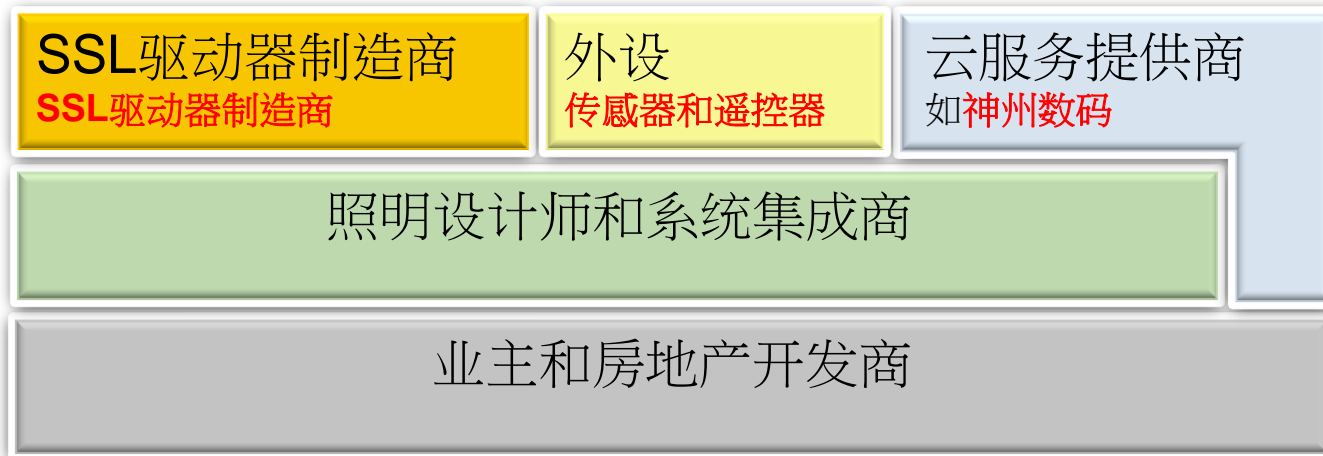 SSL驱动器制造商
SSL驱动器制造商
外设
传感器和遥控器
云服务提供商
如神州数码
照明设计师和系统集成商
业主和房地产开发商